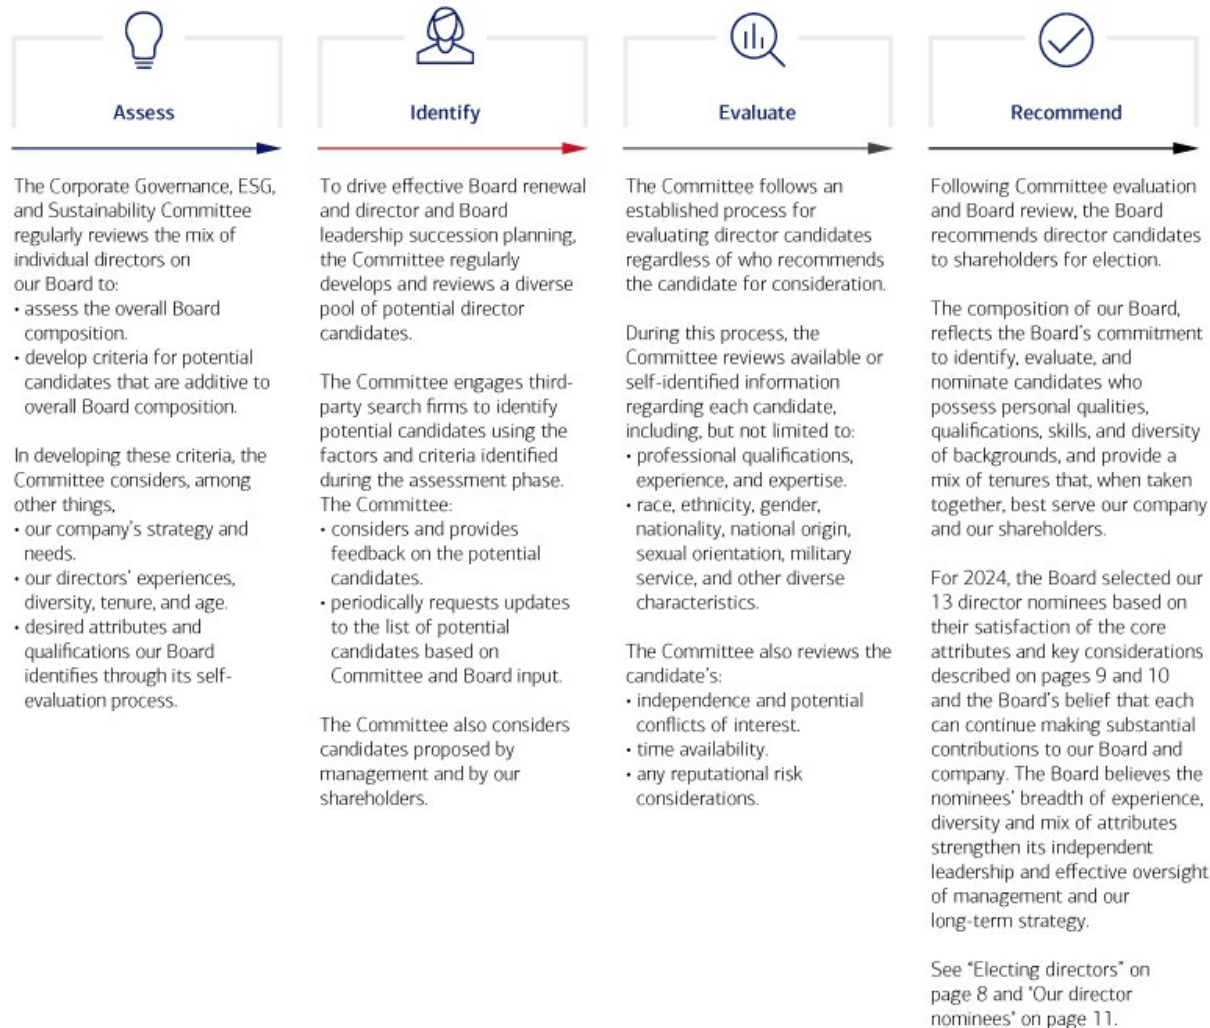 Assess
The Corporate Governance, ESG,
and Sustainability Committee
regularly reviews the mix of
individual directors on
our Board to:
• assess the overall Board
composition.
• develop criteria for potential
candidates that are additive to
overall Board composition.
In developing these criteria, the
Committee considers, among
other things,
• our company's strategy and
needs.
• our directors' experiences,
diversity, tenure, and age.
• desired attributes and
qualifications our Board
identifies through its self-
evaluation process.
Identify
To drive effective Board renewal
and director and Board
leadership succession planning,
the Committee regularly
develops and reviews a diverse
pool of potential director
candidates.
The Committee engages third-
party search firms to identify
potential candidates using the
factors and criteria identified
during the assessment phase.
The Committee:
• considers and provides
feedback on the potential
candidates.
• periodically requests updates
to the list of potential
candidates based on
Committee and Board input.
The Committee also considers
candidates proposed by
management and by our
shareholders.
Evaluate
The Committee follows an
established process for
evaluating director candidates
regardless of who recommends
the candidate for consideration.
During this process, the
Committee reviews available or
self-identified information
regarding each candidate,
including, but not limited to:
• professional qualifications,
experience, and expertise.
• race, ethnicity, gender,
nationality, national origin,
sexual orientation, military
service, and other diverse
characteristics.
The Committee also reviews the
candidate's:
• independence and potential
conflicts of interest.
• time availability.
• any reputational risk
considerations.
Recommend
Following Committee evaluation
and Board review, the Board
recommends director candidates
to shareholders for election.
The composition of our Board,
reflects the Board's commitment
to identify, evaluate, and
nominate candidates who
possess personal qualities,
qualifications, skills, and diversity
of backgrounds, and provide a
mix of tenures that, when taken
together, best serve our company
and our shareholders.
For 2024, the Board selected our
13 director nominees based on
their satisfaction of the core
attributes and key considerations
described on pages 9 and 10
and the Board's belief that each
can continue making substantial
contributions to our Board and
company. The Board believes the
nominees' breadth of experience,
diversity and mix of attributes
strengthen its independent
leadership and effective oversight
of management and our
long-term strategy.
See "Electing directors" on
page 8 and "Our director
nominees" on page 11.